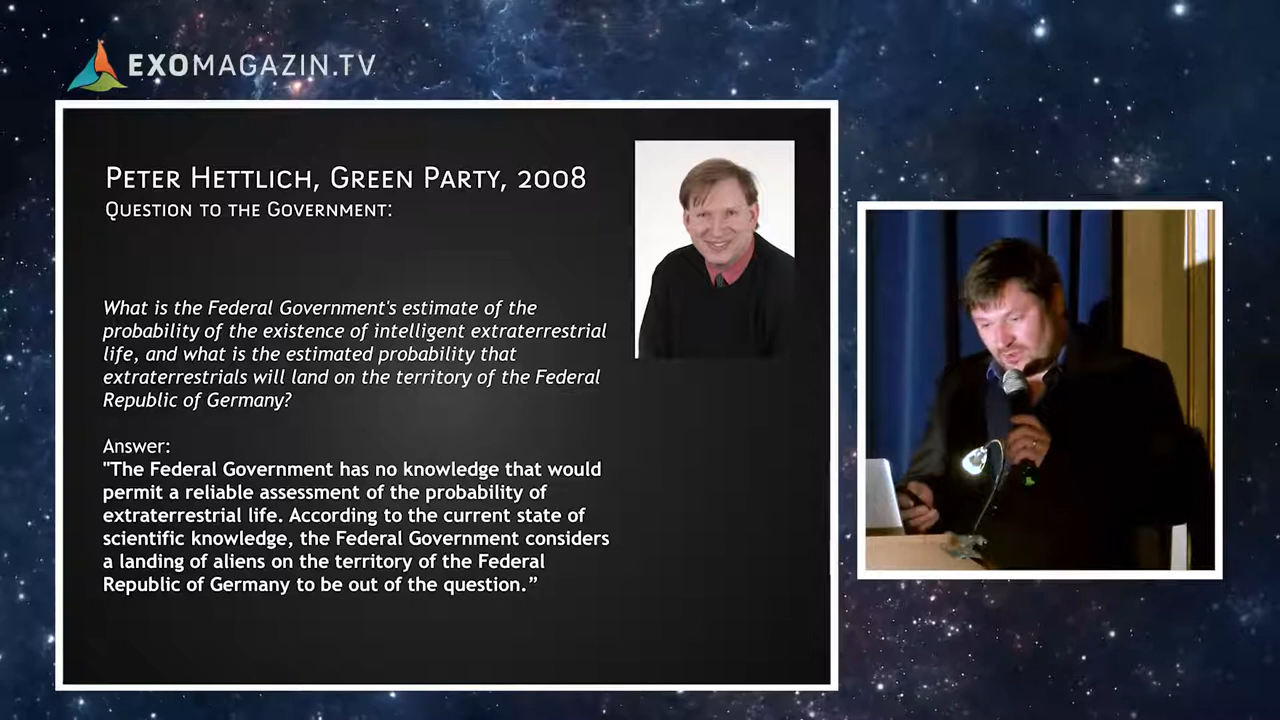 EXOMAGAZIN.TV
PETER HETTLICH, GREEN PARTY, 2008
QUESTION TO THE GOVERNMENT:
What is the Federal Government's estimate of the
probability of the existence of intelligent extraterrestrial
life, and what is the estimated probability that
extraterrestrials will land on the territory of the Federal
Republic of Germany?
Answer:
"The Federal Government has no knowledge that would
permit a reliable assessment of the probability of
extraterrestrial life. According to the current state of
scientific knowledge, the Federal Government considers
a landing of aliens on the territory of the Federal
Republic of Germany to be out of the question.”